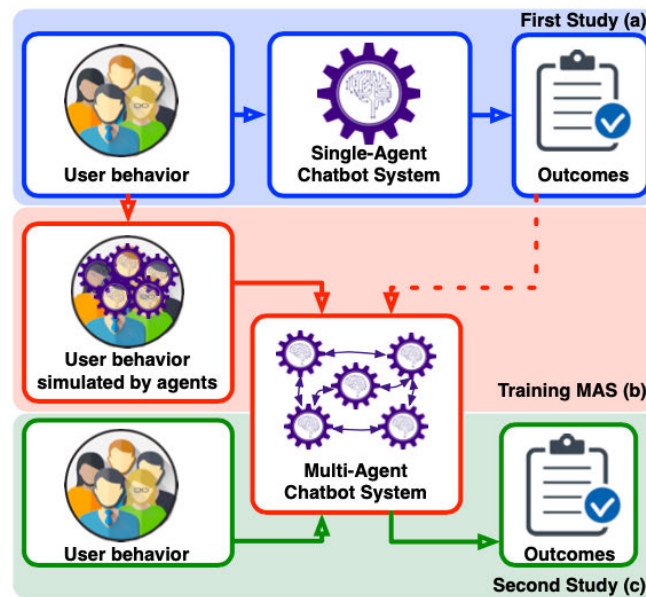 First Study (a)
User behavior
Single-Agent
Chatbot System
Outcomes
User behavior
simulated by agents
Training MAS (b)
Multi-Agent
Chatbot System
User behavior
Outcomes
Second Study (c)